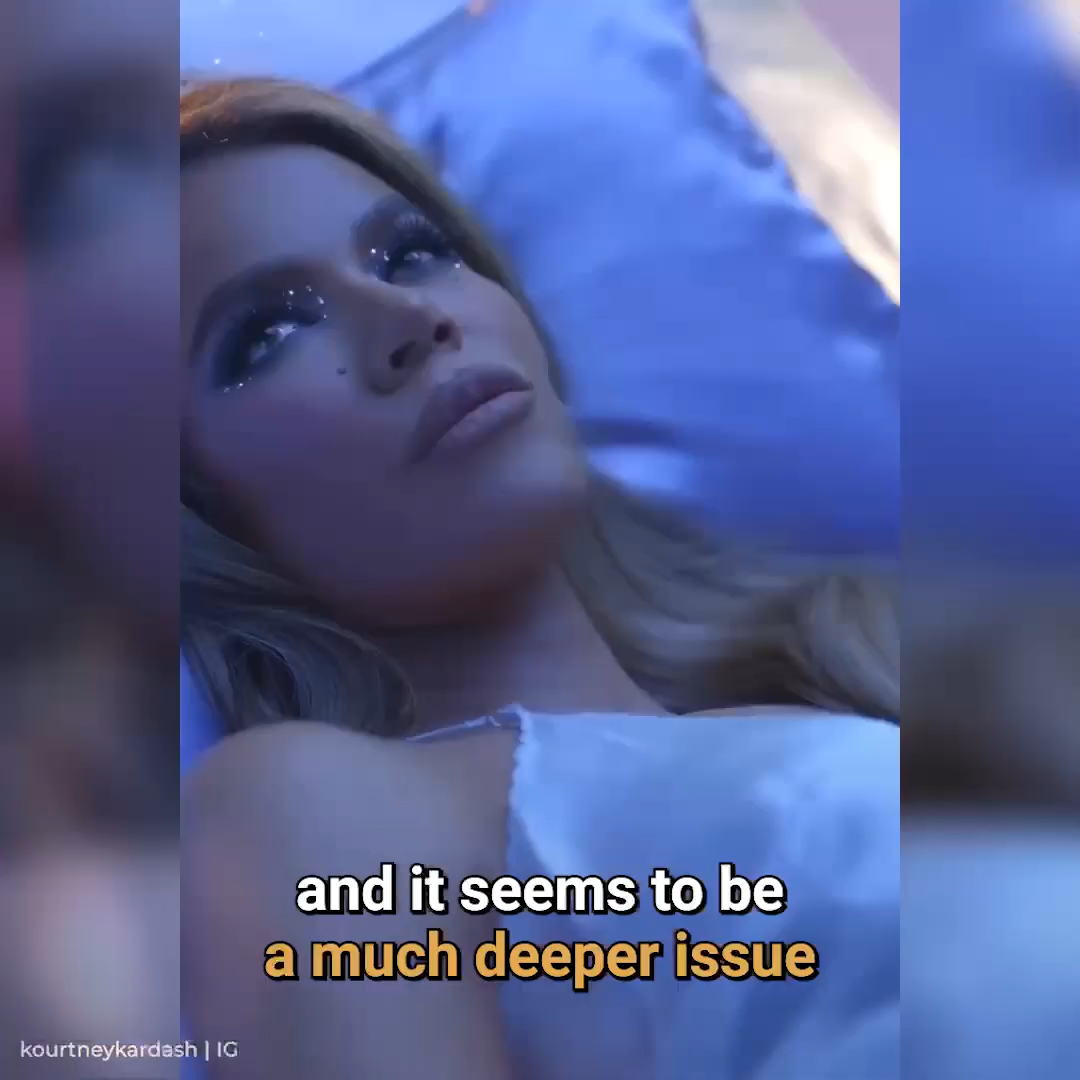 and it seems to be
a much deeper issue
kourtneykardash | IG